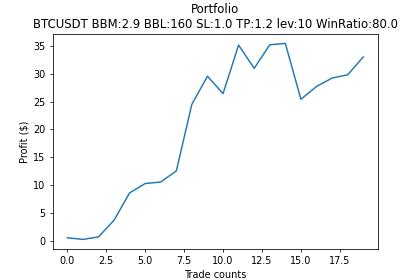 Portfolio
BTCUSDT BBM:2.9 BBL:160 SL:1.0 TP:1.2 lev:10 WinRatio:80.0
35
30
25
20
15
10
5
0
Profit ($)
0.0 2.5 5.0 7.5 10.0 12.5 15.0 17.5
Trade counts